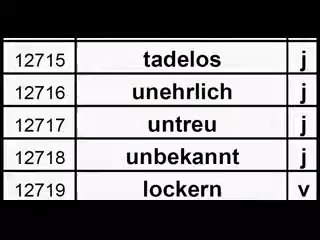 12715 tadelos j
12716 unehrlich j
12717 untreu j
12718 unbekannt j
12719 lockern v